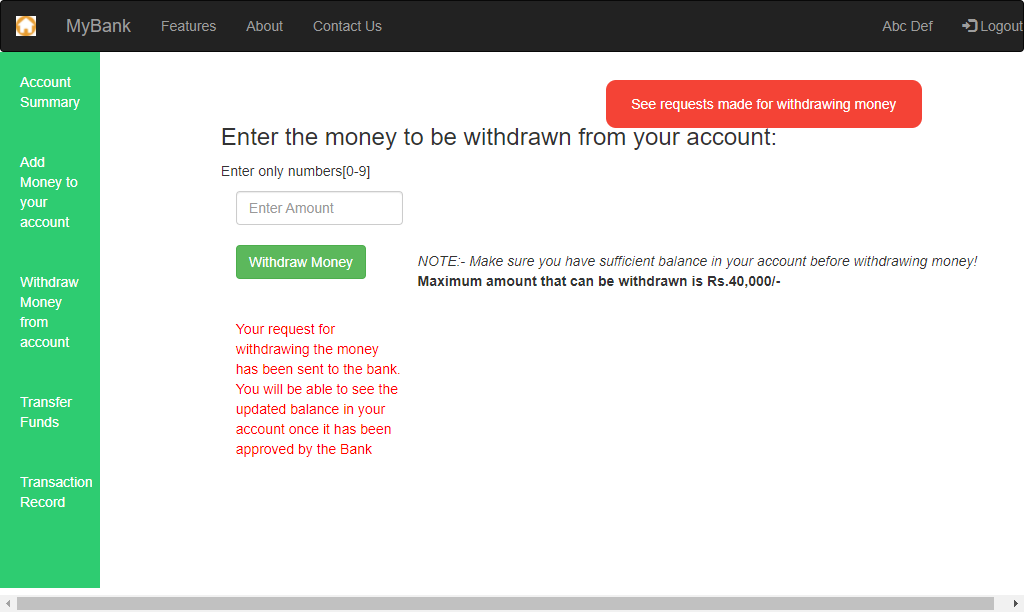 MyBank Features About Contact Us Abc Def Logout
Account
Summary
Add
Money to
your
account
Withdraw
Money
from
account
Transfer
Funds
Transaction
Record
See requests made for withdrawing money
Enter the money to be withdrawn from your account:
Enter only numbers[0-9]
Enter Amount
Withdraw Money
NOTE:- Make sure you have sufficient balance in your account before withdrawing money!
Maximum amount that can be withdrawn is Rs.40,000/-
Your request for
withdrawing the money
has been sent to the bank.
You will be able to see the
updated balance in your
account once it has been
approved by the Bank